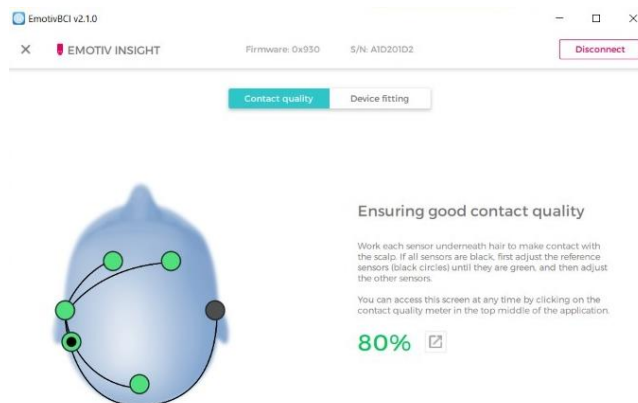 EmotivBCI v2.1.0
EMOTIV INSIGHT Firmware: 0x930 S/N: A1D201D2 Disconnect
Contact quality Device fitting
Ensuring good contact quality
Work each sensor underneath hair to make contact with
the scalp. If all sensors are black, first adjust the reference
sensors (black circles) until they are green, and then adjust
the other sensors.
You can access this screen at any time by clicking on the
contact quality meter in the top middle of the application.
80%